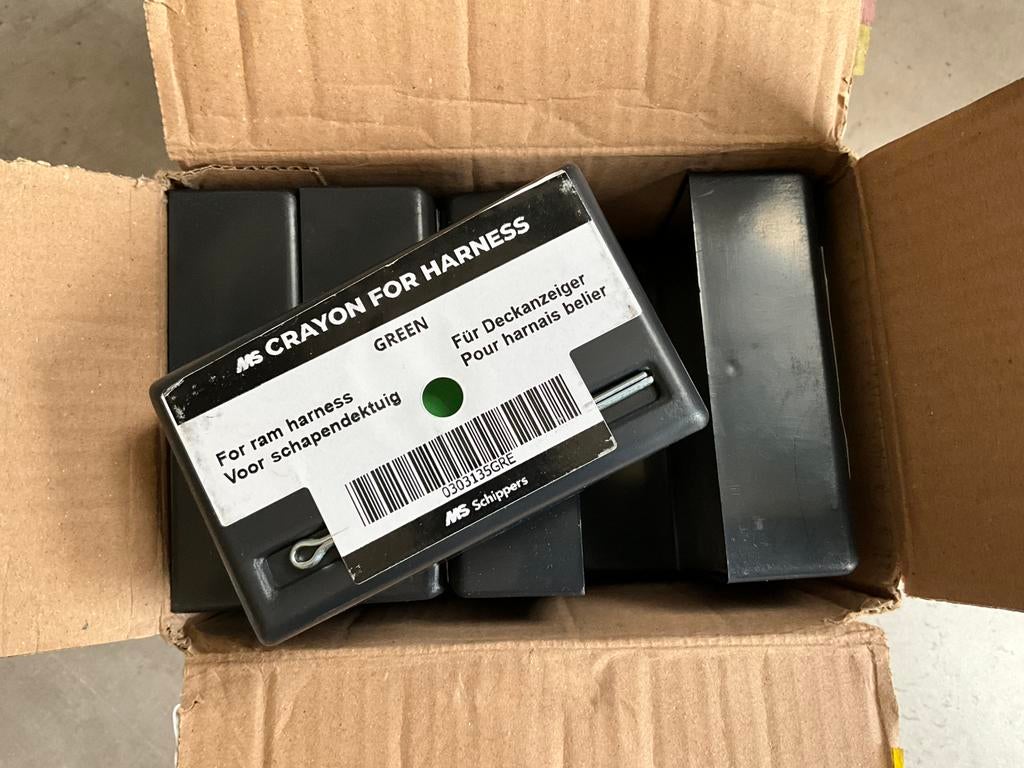 MS CRAYON FOR HARNESS
GREEN
For ram harness
Voor schapendektuig
Für Deckanzeiger
Pour harnais belier
0303135GRE
MS Schippers